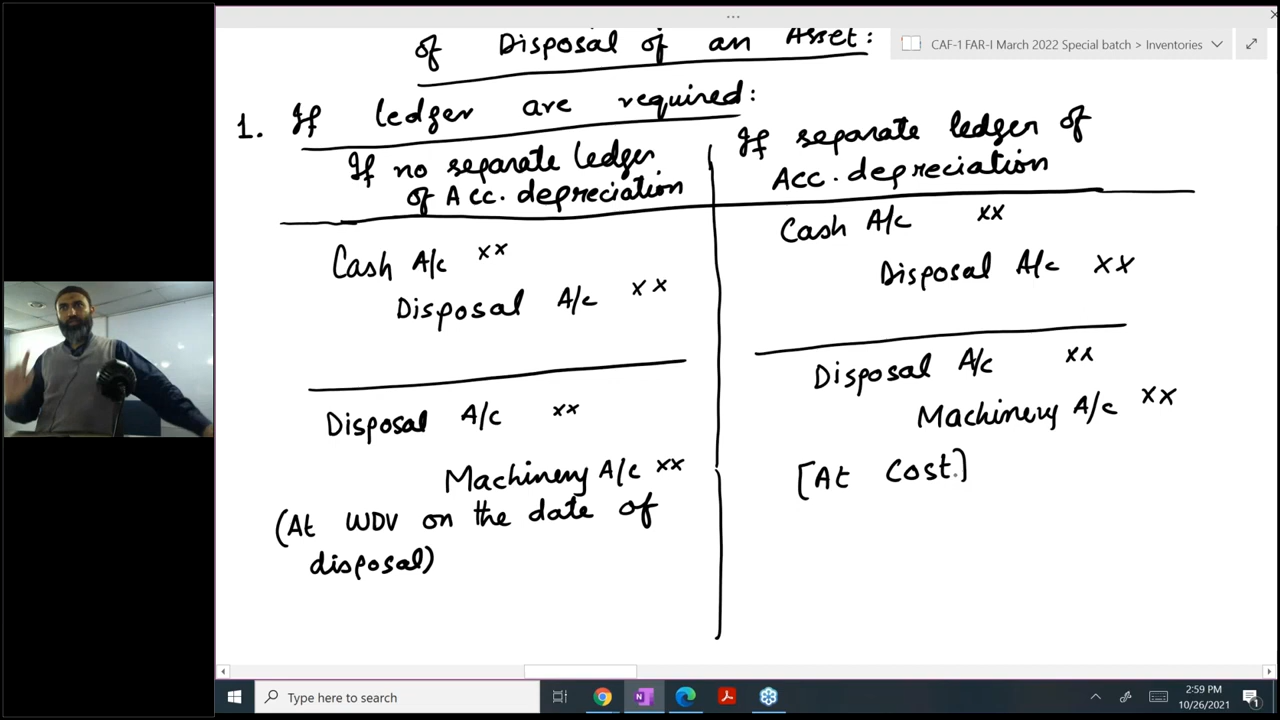 CAF-1 FAR-I March 2022 Special batch > Inventories
of Disposal of an Asset:
1. If ledger are required:
If no separate ledger
of Acc. depreciation
Cash A/c xx
Disposal A/c xx
Disposal A/c xx
Machinery A/c xx
(At WDV on the date of
disposal)
If separate ledger of
Acc. depreciation
Cash A/c xx
Disposal A/c xx
Disposal A/c xx
Machinery A/c xx
[At Cost.]
Type here to search
2:59 PM
10/26/2021
1